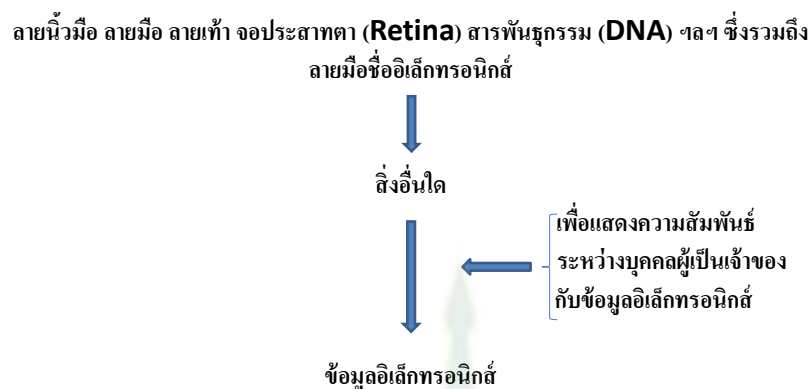 ลายนิ้วมือ ลายมือ ลายเท้า จอประสาทตา (Retina) สารพันธุกรรม (DNA) ฯลฯ ซึ่งรวมถึง
ลายมือชื่ออิเล็กทรอนิกส์
สิ่งอื่นใด
เพื่อแสดงความสัมพันธ์
ระหว่างบุคคลผู้เป็นเจ้าของ
กับข้อมูลอิเล็กทรอนิกส์
ข้อมูลอิเล็กทรอนิกส์